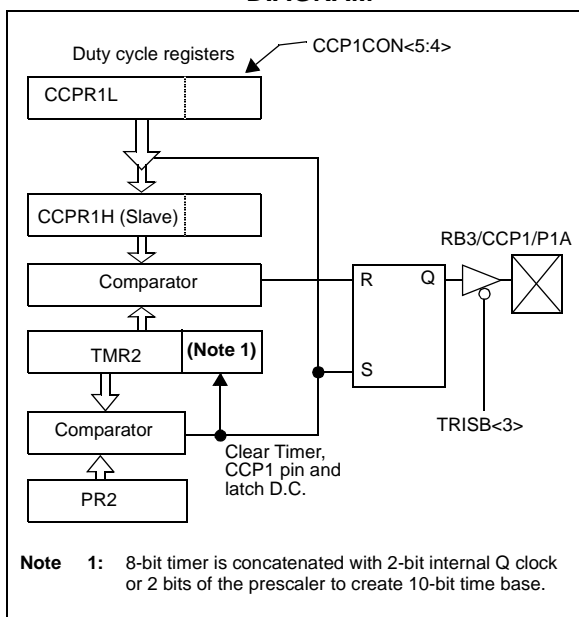 DIAGRAM
Duty cycle registers
CCP1CON<5:4>
CCPR1L
CCPR1H (Slave)
RB3/CCP1/P1A
Comparator
R
Q
TMR2
(Note 1)
S
Comparator
TRISB<3>
Clear Timer,
CCP1 pin and
latch D.C.
PR2
Note 1: 8-bit timer is concatenated with 2-bit internal Q clock
or 2 bits of the prescaler to create 10-bit time base.